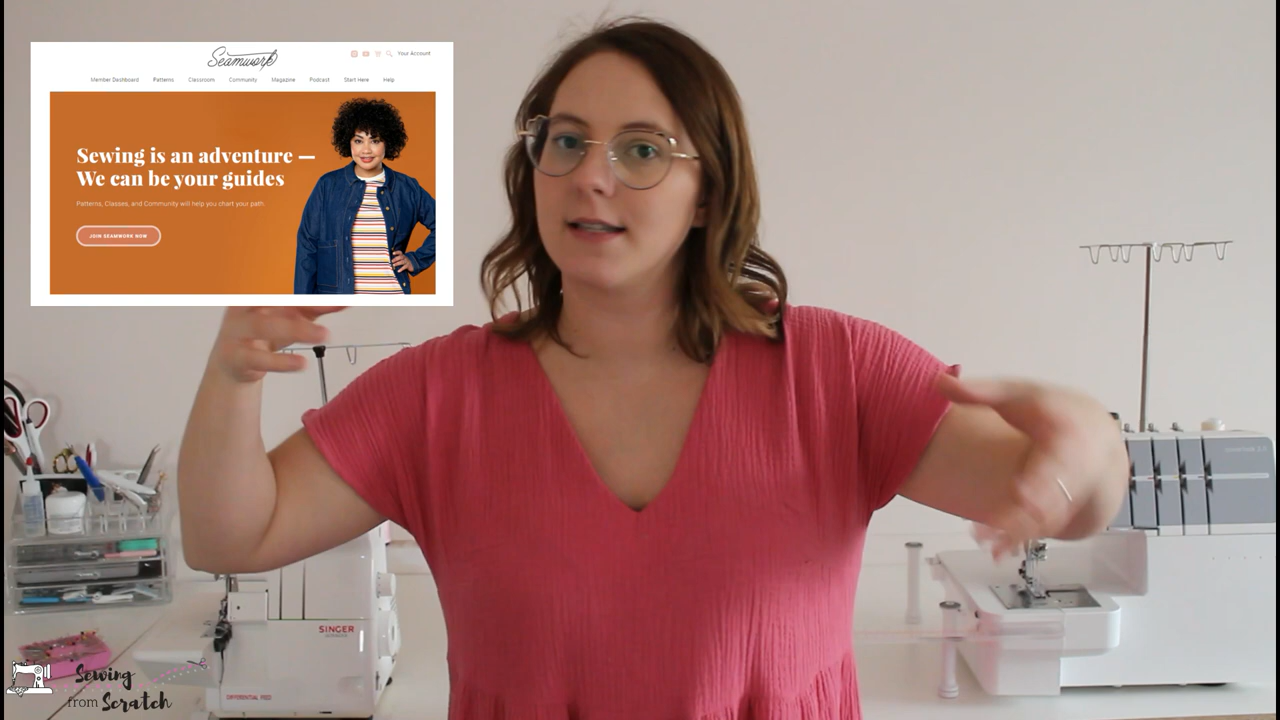 Seamwork
Your Account
Member Dashboard Patterns Classroom Community Magazine Podcast Start Here Help
Sewing is an adventure —
We can be your guides
Patterns, Classes, and Community will help you chart your path.
JOIN SEAMWORK NOW
SINGER
DIFFERENTIAL FEED
Sewing
from Scratch